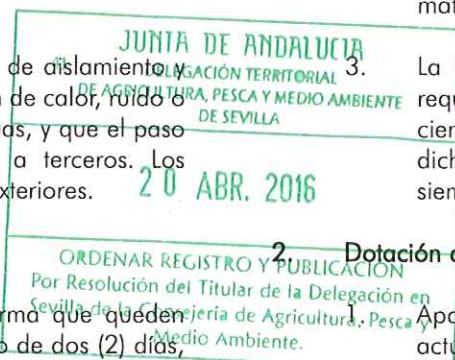 mat
JUNTA DE ANDALUCIA
DELEGACIÓN TERRITORIAL
DE AGRICULTURA, PESCA Y MEDIO AMBIENTE
DE SEVILLA
20 ABR. 2016
ORDENAR REGISTRO Y PUBLICACIÓN
Por Resolución del Titular de la Delegación en
Sevilla de la Consejería de Agricultura, Pesca y
Medio Ambiente.
de aislamiento y
de calor, ruido o
as, y que el paso
a terceros. Los
xteriores.
rma que queden
o de dos (2) días,
3. La
requ
cien
dich
siem
2. Dotación
1. Apa
actu